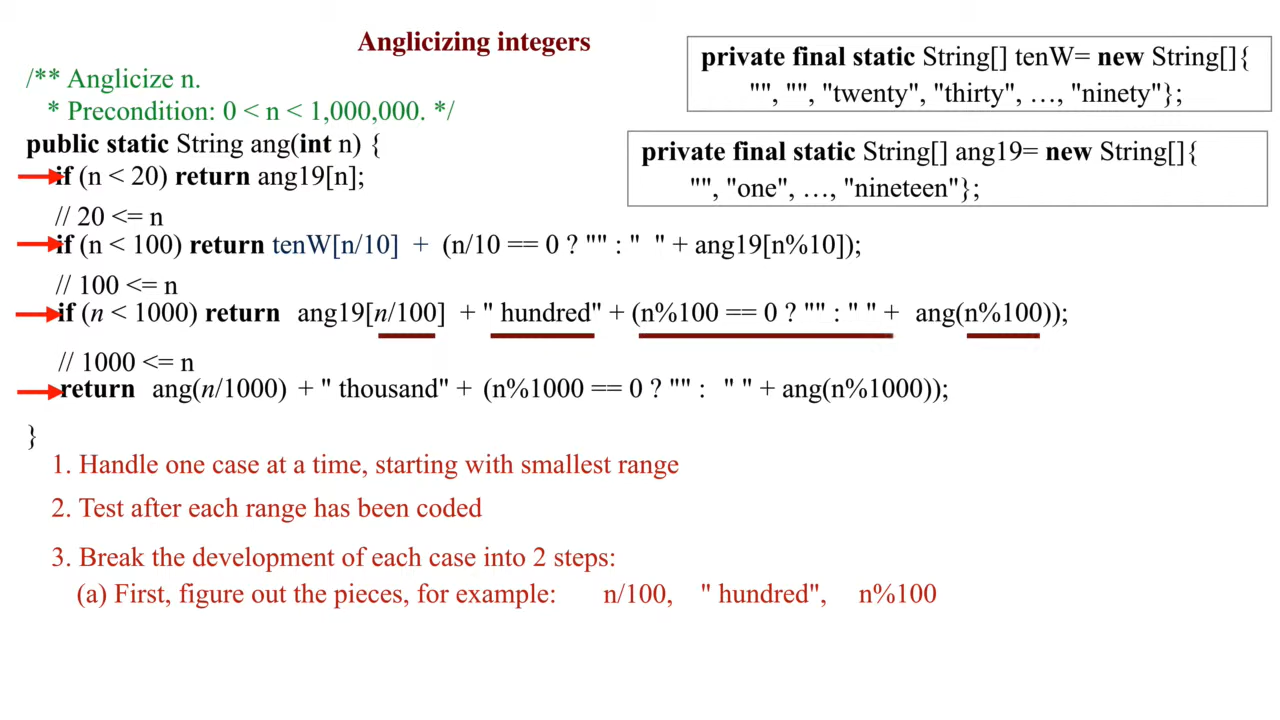 Anglicizing integers
private final static String[] tenW= new String[]{
"", "", "twenty", "thirty", …, "ninety"};
/** Anglicize n.
* Precondition: 0 < n < 1,000,000. */
public static String ang(int n) {
private final static String[] ang19= new String[]{
"", "one", …, "nineteen"};
if (n < 20) return ang19[n];
// 20 <= n
if (n < 100) return tenW[n/10] + (n/10 == 0 ? "" : " " + ang19[n%10]);
// 100 <= n
if (n < 1000) return ang19[n/100] + " hundred" + (n%100 == 0 ? "" : " " + ang(n%100));
// 1000 <= n
return ang(n/1000) + " thousand" + (n%1000 == 0 ? "" : " " + ang(n%1000));
}
1. Handle one case at a time, starting with smallest range
2. Test after each range has been coded
3. Break the development of each case into 2 steps:
(a) First, figure out the pieces, for example: n/100, " hundred", n%100